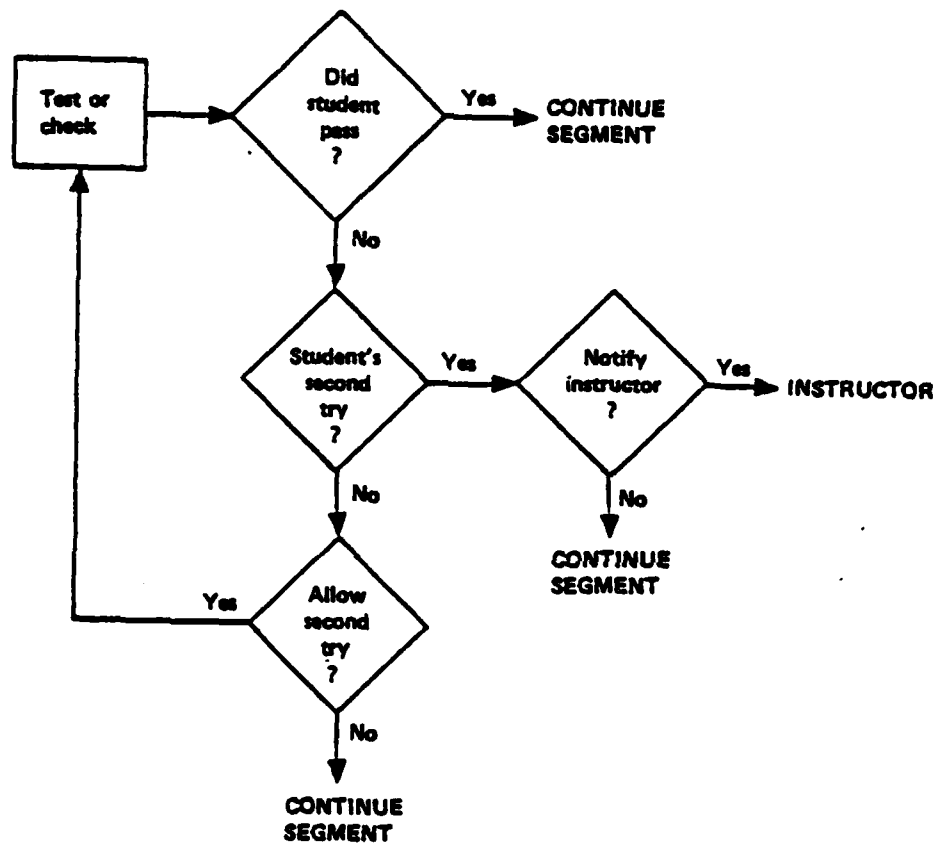 Test or
check
Did
student
pass
?
Yes
CONTINUE
SEGMENT
No
Student's
second
try
?
Yes
Notify
instructor
?
Yes
INSTRUCTOR
No
CONTINUE
SEGMENT
No
Allow
second
try
?
Yes
No
CONTINUE
SEGMENT